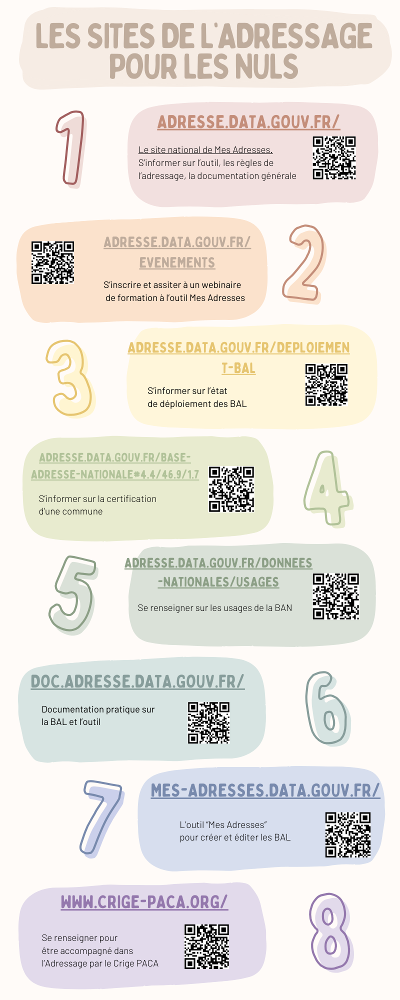 LES SITES DE L'ADRESSAGE
POUR LES NULS
1
ADRESSE.DATA.GOUV.FR/
Le site national de Mes Adresses.
S'informer sur l'outil, les règles de
l'adressage, la documentation générale
ADRESSE.DATA.GOUV.FR/
EVENEMENTS
S'inscrire et assiter à un webinaire
de formation à l'outil Mes Adresses
2
3
ADRESSE.DATA.GOUV.FR/DEPLOIEMEN
T-BAL
S'informer sur l'état
de déploiement des BAL
ADRESSE.DATA.GOUV.FR/BASE-
ADRESSE-NATIONALE#4.4/46.9/1.7
S'informer sur la certification
d'une commune
4
5
ADRESSE.DATA.GOUV.FR/DONNEES
-NATIONALES/USAGES
Se renseigner sur les usages de la BAN
DOC.ADRESSE.DATA.GOUV.FR/
Documentation pratique sur
la BAL et l'outil
6
7
MES-ADRESSES.DATA.GOUV.FR/
L'outil "Mes Adresses"
pour créer et éditer les BAL
WWW.CRIGE-PACA.ORG/
Se renseigner pour
être accompagné dans
l'Adressage par le Crige PACA
8